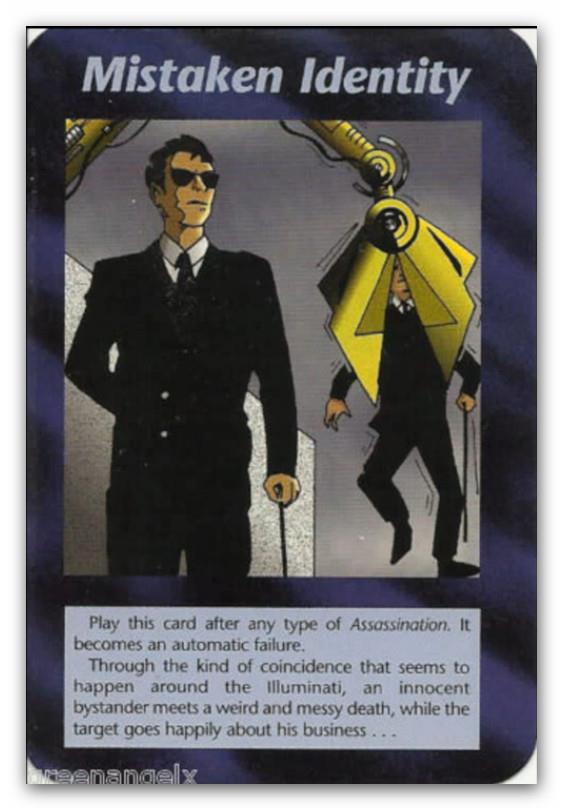 Mistaken Identity
Play this card after any type of Assassination. It
becomes an automatic failure.
Through the kind of coincidence that seems to
happen around the Illuminati, an innocent
bystander meets a weird and messy death, while the
target goes happily about his business . . .
greenangelx